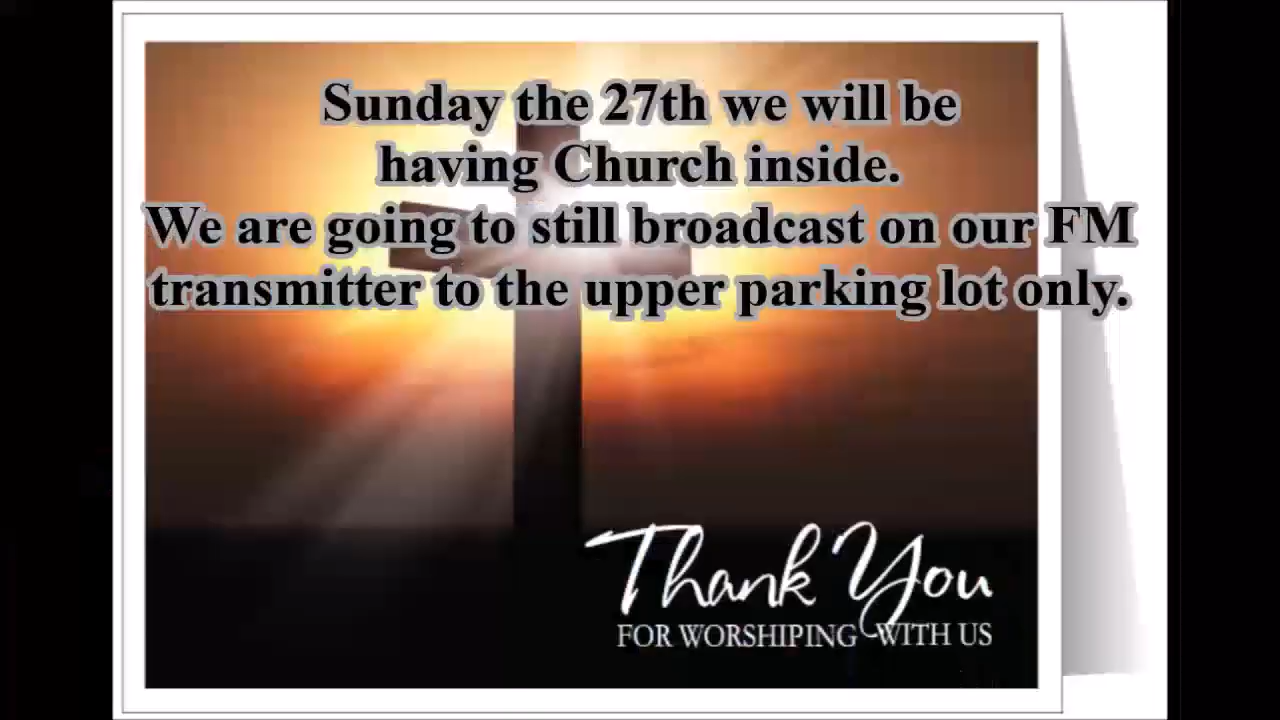 Sunday the 27th we will be
having Church inside.
We are going to still broadcast on our FM
transmitter to the upper parking lot only.
Thank You
FOR WORSHIPING WITH US